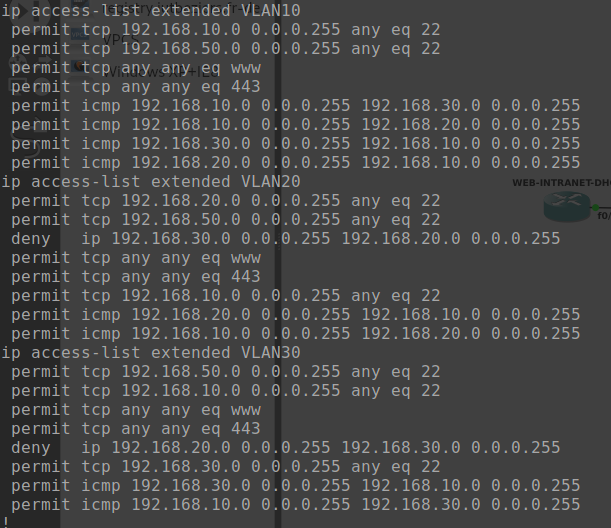 ip access-list extended VLAN10
 permit tcp 192.168.10.0 0.0.0.255 any eq 22
 permit tcp 192.168.50.0 0.0.0.255 any eq 22
 permit tcp any any eq www
 permit tcp any any eq 443
 permit icmp 192.168.10.0 0.0.0.255 192.168.30.0 0.0.0.255
 permit icmp 192.168.10.0 0.0.0.255 192.168.20.0 0.0.0.255
 permit icmp 192.168.30.0 0.0.0.255 192.168.10.0 0.0.0.255
 permit icmp 192.168.20.0 0.0.0.255 192.168.10.0 0.0.0.255
ip access-list extended VLAN20
 permit tcp 192.168.20.0 0.0.0.255 any eq 22
 permit tcp 192.168.50.0 0.0.0.255 any eq 22
 deny   ip 192.168.30.0 0.0.0.255 192.168.20.0 0.0.0.255
 permit tcp any any eq www
 permit tcp any any eq 443
 permit tcp 192.168.10.0 0.0.0.255 any eq 22
 permit icmp 192.168.20.0 0.0.0.255 192.168.10.0 0.0.0.255
 permit icmp 192.168.10.0 0.0.0.255 192.168.20.0 0.0.0.255
ip access-list extended VLAN30
 permit tcp 192.168.50.0 0.0.0.255 any eq 22
 permit tcp 192.168.10.0 0.0.0.255 any eq 22
 permit tcp any any eq www
 permit tcp any any eq 443
 deny   ip 192.168.20.0 0.0.0.255 192.168.30.0 0.0.0.255
 permit tcp 192.168.30.0 0.0.0.255 any eq 22
 permit icmp 192.168.30.0 0.0.0.255 192.168.10.0 0.0.0.255
 permit icmp 192.168.10.0 0.0.0.255 192.168.30.0 0.0.0.255
!
VPCS
WEB-INTRANET-DH
f0/